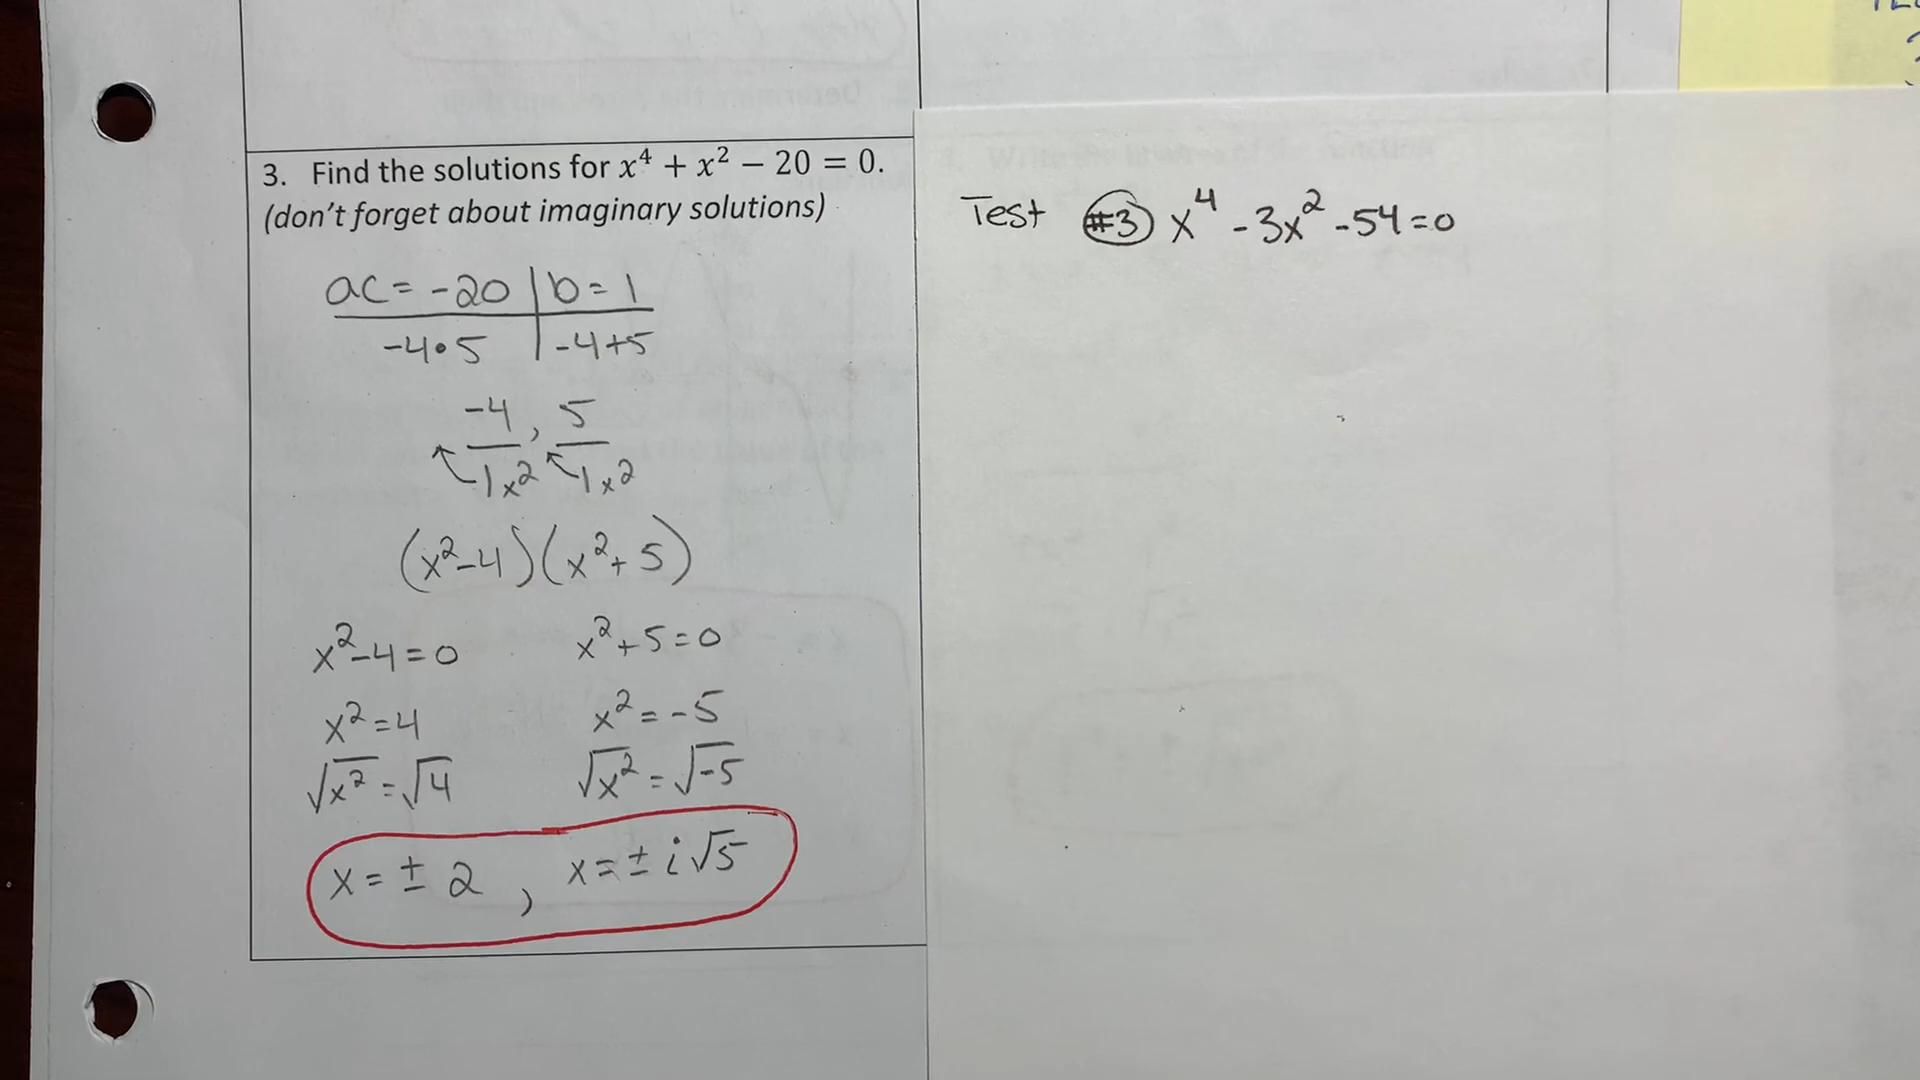 3. Find the solutions for x⁴ + x² − 20 = 0.
(don't forget about imaginary solutions)
ac = -20 | b = 1
-4•5 | -4+5
-4, 5
1x² 1x²
(x²-4)(x²+5)
x²-4=0 x²+5=0
x²=4 x²=-5
√x²=√4 √x²=√-5
x=±2, x=±i√5
Test #3 x⁴-3x²-54=0